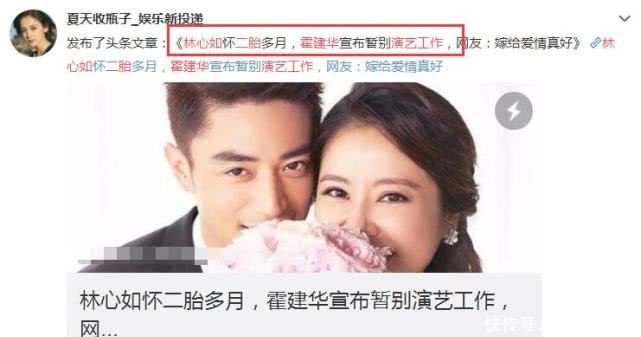 夏天收瓶子_娱乐新投递
发布了头条文章：《林心如怀二胎多月，霍建华宣布暂别演艺工作，网友：嫁给爱情真好》 林
心如怀二胎多月，霍建华宣布暂别演艺工作，网友：嫁给爱情真好
林心如怀二胎多月，霍建华宣布暂别演艺工作，
网...
快传号